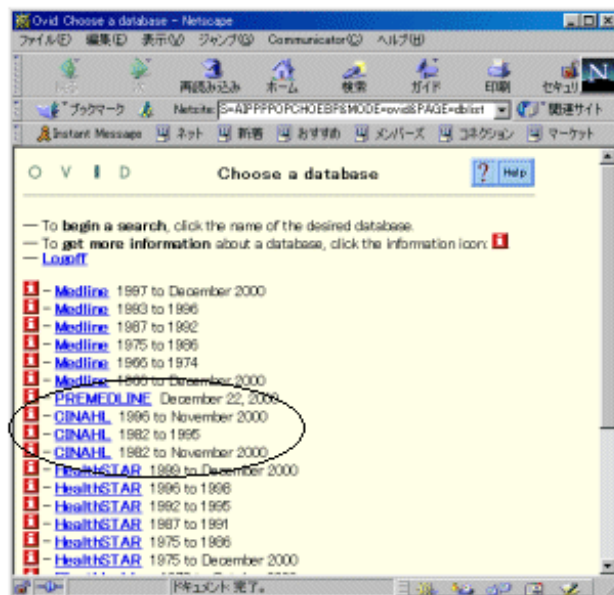 Ovid Choose a database - Netscape
ファイル(F) 編集(E) 表示(V) ジャンプ(G) Communicator(C) ヘルプ(H)
再読み込み ホーム 検索 ガイド 印刷 セキュリ
ブックマーク Netsite: S=AIPPPPOPCHOEBP&MODE=ovid&PAGE=dblist 関連サイト
Instant Message ネット 新着 おすすめ メンバーズ コネクション マーケット
O V I D Choose a database ? Help
— To begin a search, click the name of the desired database.
— To get more information about a database, click the information icon:
— Logoff
– Medline 1997 to December 2000
– Medline 1993 to 1996
– Medline 1987 to 1992
– Medline 1975 to 1986
– Medline 1966 to 1974
– Medline 1966 to December 2000
– PREMEDLINE December 22, 2000
– CINAHL 1996 to November 2000
– CINAHL 1982 to 1995
– CINAHL 1982 to November 2000
– HealthSTAR 1999 to December 2000
– HealthSTAR 1996 to 1998
– HealthSTAR 1992 to 1995
– HealthSTAR 1987 to 1991
– HealthSTAR 1975 to 1986
– HealthSTAR 1975 to December 2000
ドキュメント完了。